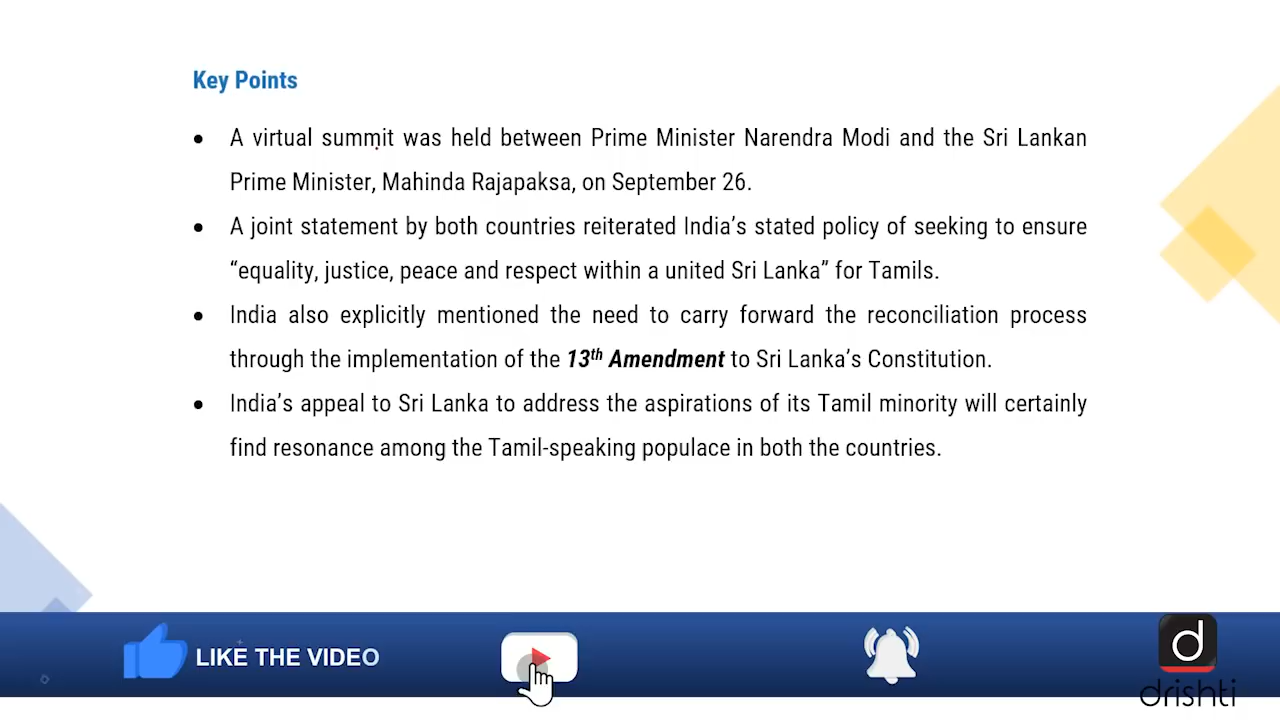 Key Points
• A virtual summit was held between Prime Minister Narendra Modi and the Sri Lankan
Prime Minister, Mahinda Rajapaksa, on September 26.
• A joint statement by both countries reiterated India’s stated policy of seeking to ensure
“equality, justice, peace and respect within a united Sri Lanka” for Tamils.
• India also explicitly mentioned the need to carry forward the reconciliation process
through the implementation of the 13th Amendment to Sri Lanka’s Constitution.
• India’s appeal to Sri Lanka to address the aspirations of its Tamil minority will certainly
find resonance among the Tamil-speaking populace in both the countries.
LIKE THE VIDEO
d
drishti